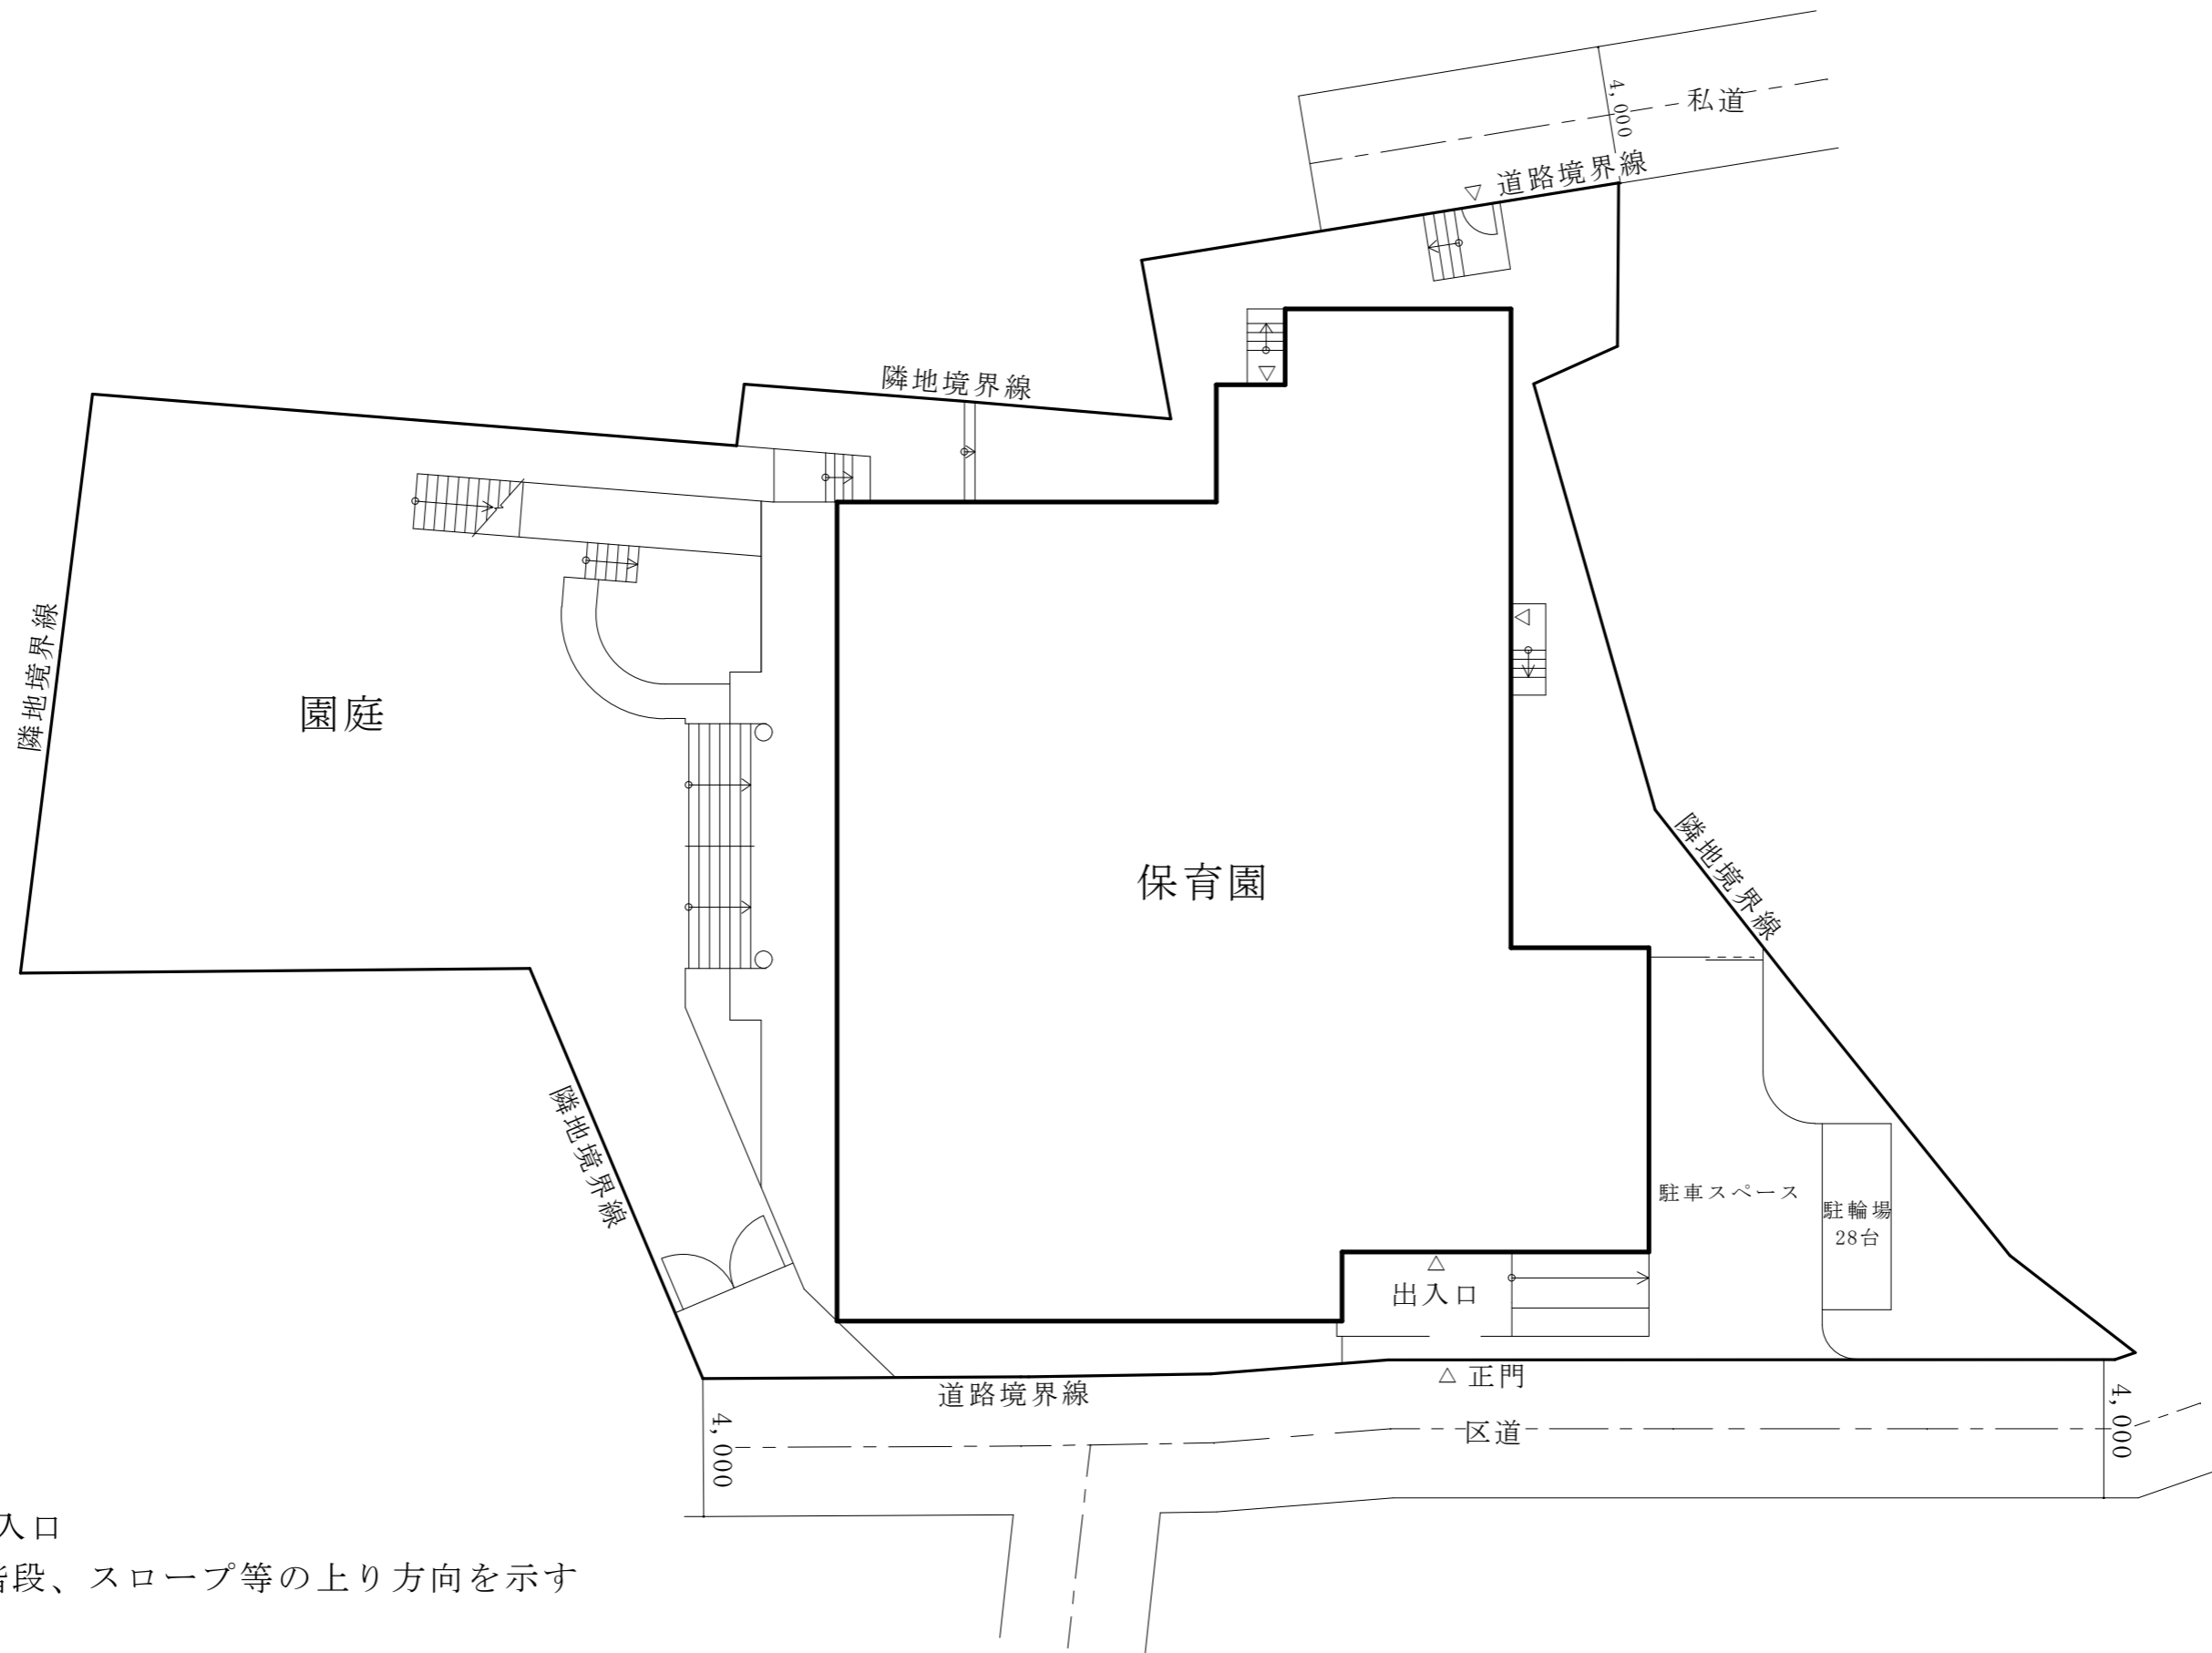 4,000
私道
道路境界線
隣地境界線
隣地境界線
園庭
保育園
隣地境界線
隣地境界線
駐車スペース
駐輪場
28台
出入口
正門
道路境界線
区道
4,000
4,000
入口
階段、スロープ等の上り方向を示す